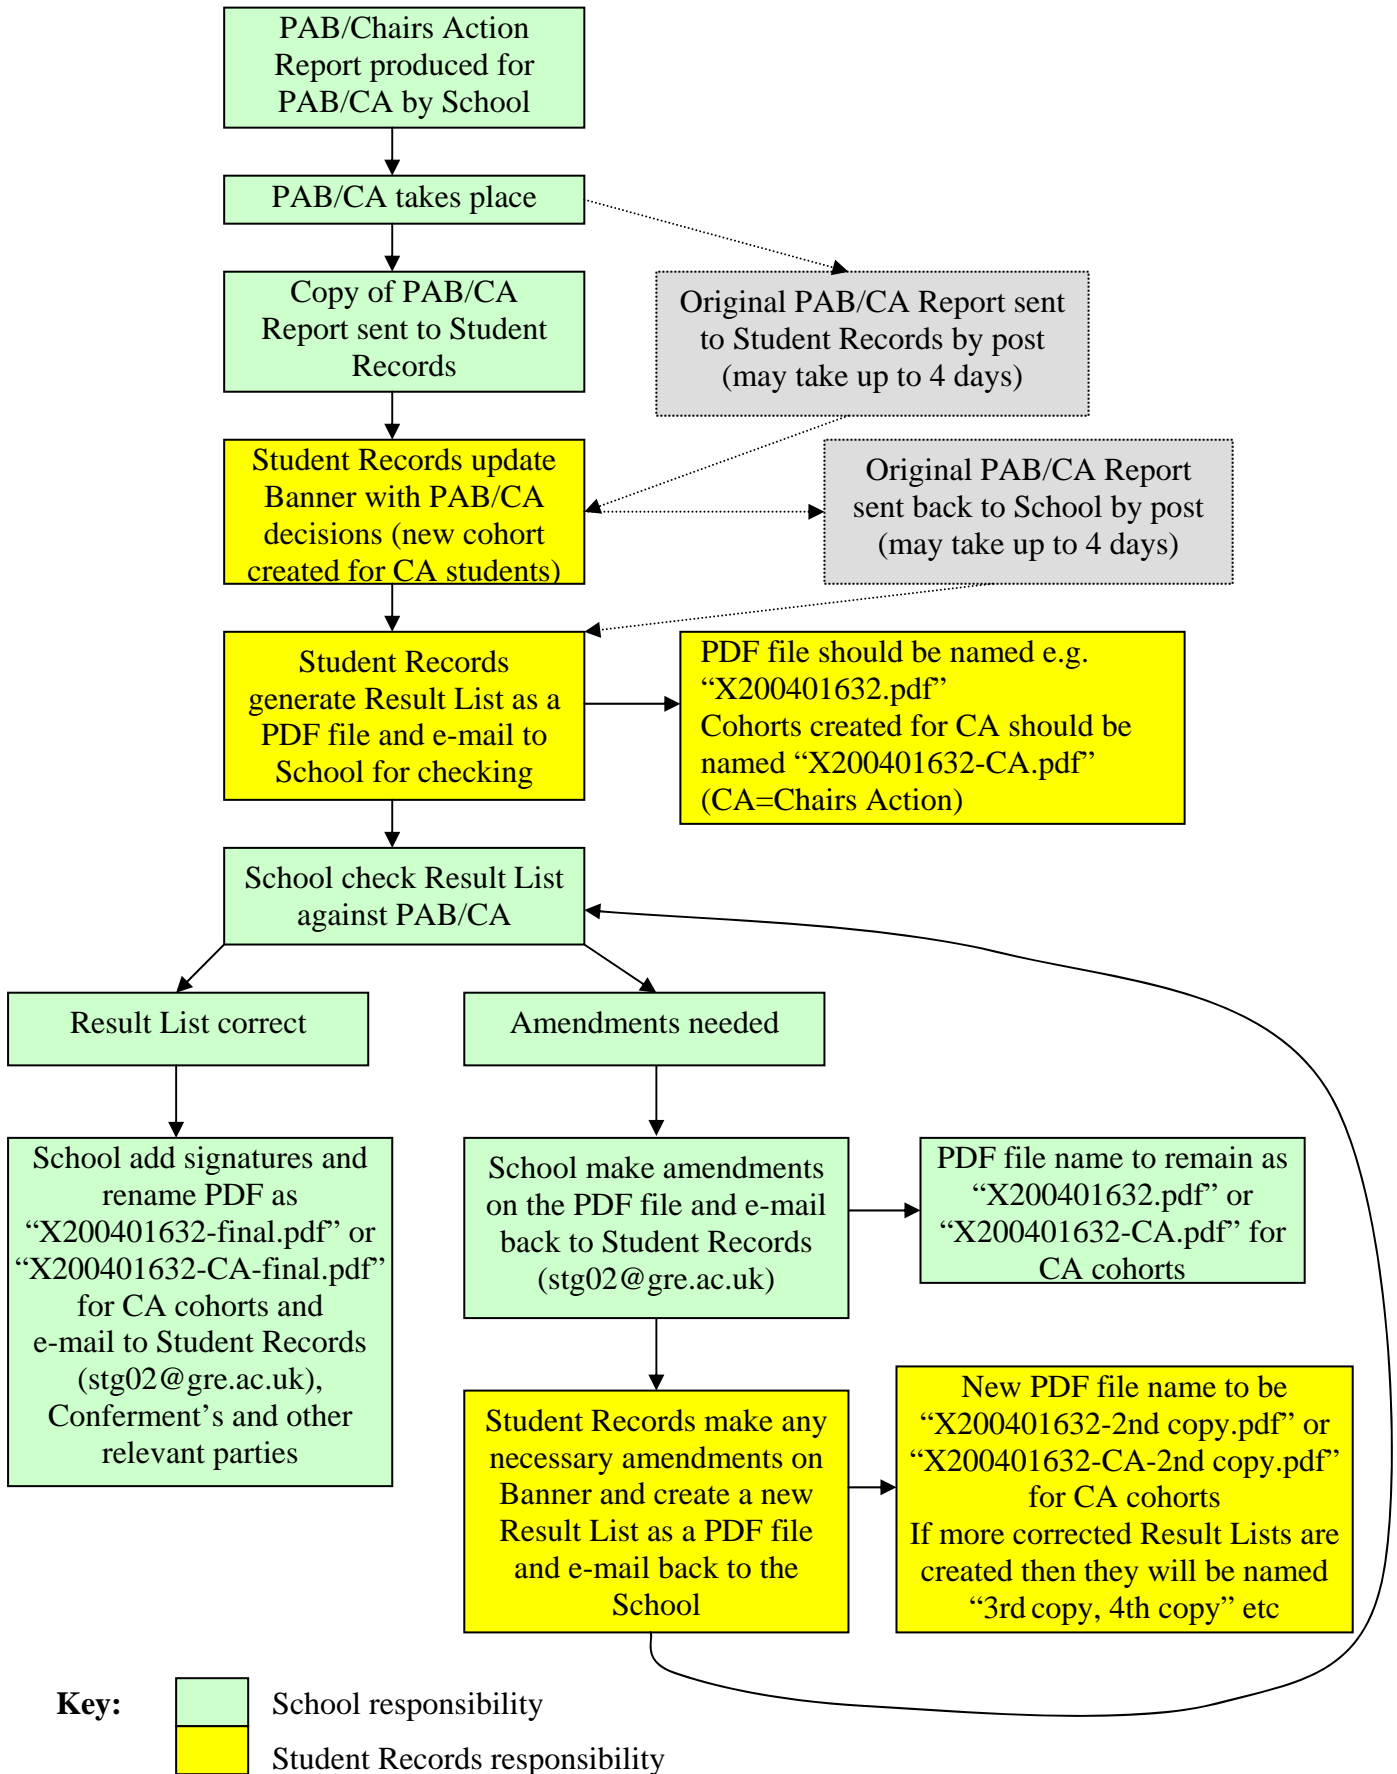 PAB/Chairs Action
Report produced for
PAB/CA by School
PAB/CA takes place
Copy of PAB/CA
Report sent to Student
Records
Original PAB/CA Report sent
to Student Records by post
(may take up to 4 days)
Student Records update
Banner with PAB/CA
decisions (new cohort
created for CA students)
Original PAB/CA Report
sent back to School by post
(may take up to 4 days)
Student Records
generate Result List as a
PDF file and e-mail to
School for checking
PDF file should be named e.g.
“X200401632.pdf”
Cohorts created for CA should be
named “X200401632-CA.pdf”
(CA=Chairs Action)
School check Result List
against PAB/CA
Result List correct
Amendments needed
School add signatures and
rename PDF as
“X200401632-final.pdf” or
“X200401632-CA-final.pdf”
for CA cohorts and
e-mail to Student Records
(stg02@gre.ac.uk),
Conferment’s and other
relevant parties
School make amendments
on the PDF file and e-mail
back to Student Records
(stg02@gre.ac.uk)
PDF file name to remain as
“X200401632.pdf” or
“X200401632-CA.pdf” for
CA cohorts
Student Records make any
necessary amendments on
Banner and create a new
Result List as a PDF file
and e-mail back to the
School
New PDF file name to be
“X200401632-2nd copy.pdf” or
“X200401632-CA-2nd copy.pdf”
for CA cohorts
If more corrected Result Lists are
created then they will be named
“3rd copy, 4th copy” etc
Key:
School responsibility
Student Records responsibility